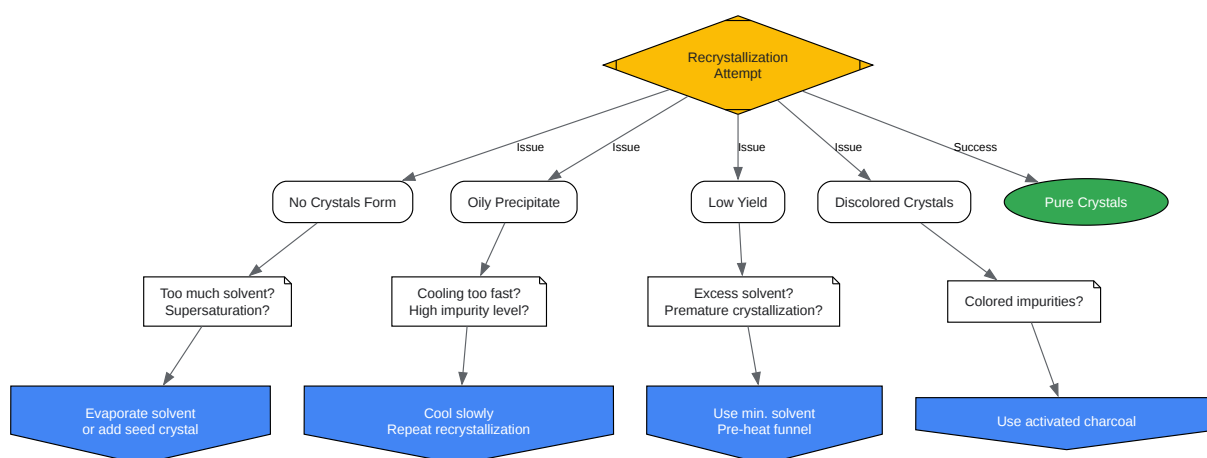 Recrystallization
Attempt
Issue
Issue
Issue
Issue
Success
No Crystals Form
Oily Precipitate
Low Yield
Discolored Crystals
Pure Crystals
Too much solvent?
Supersaturation?
Cooling too fast?
High impurity level?
Excess solvent?
Premature crystallization?
Colored impurities?
Evaporate solvent
or add seed crystal
Cool slowly
Repeat recrystallization
Use min. solvent
Pre-heat funnel
Use activated charcoal